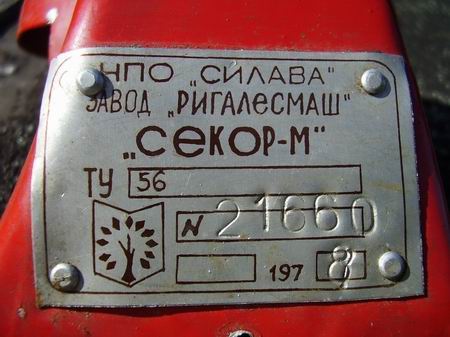 НПО „СИЛАВА"
ЗАВОД „РИГАЛЕСМАШ"
„СЕКОР-М"
ТУ 56
N 21660
197 8